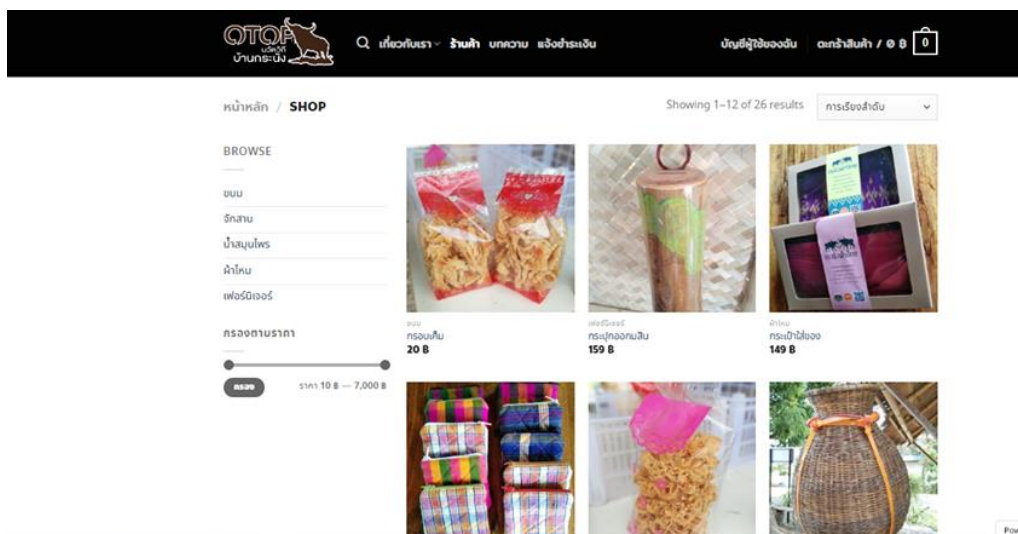 OTOP
นวัตวิถี
บ้านกระนัง
เกี่ยวกับเรา ร้านค้า บทความ แจ้งชำระเงิน
บัญชีผู้ใช้ของฉัน ตะกร้าสินค้า / 0 ฿ 0
หน้าหลัก / SHOP
Showing 1–12 of 26 results
การเรียงลำดับ
BROWSE
ขนม
จักสาน
น้ำสมุนไพร
ผ้าไหม
เฟอร์นิเจอร์
กรองตามราคา
กรอง
ราคา 10 ฿ — 7,000 ฿
ขนม
กรอบเค็ม
20 ฿
เฟอร์นิเจอร์
กระปุกออกมสิน
159 ฿
ผ้าไหม
กระเป๋าใส่ของ
149 ฿